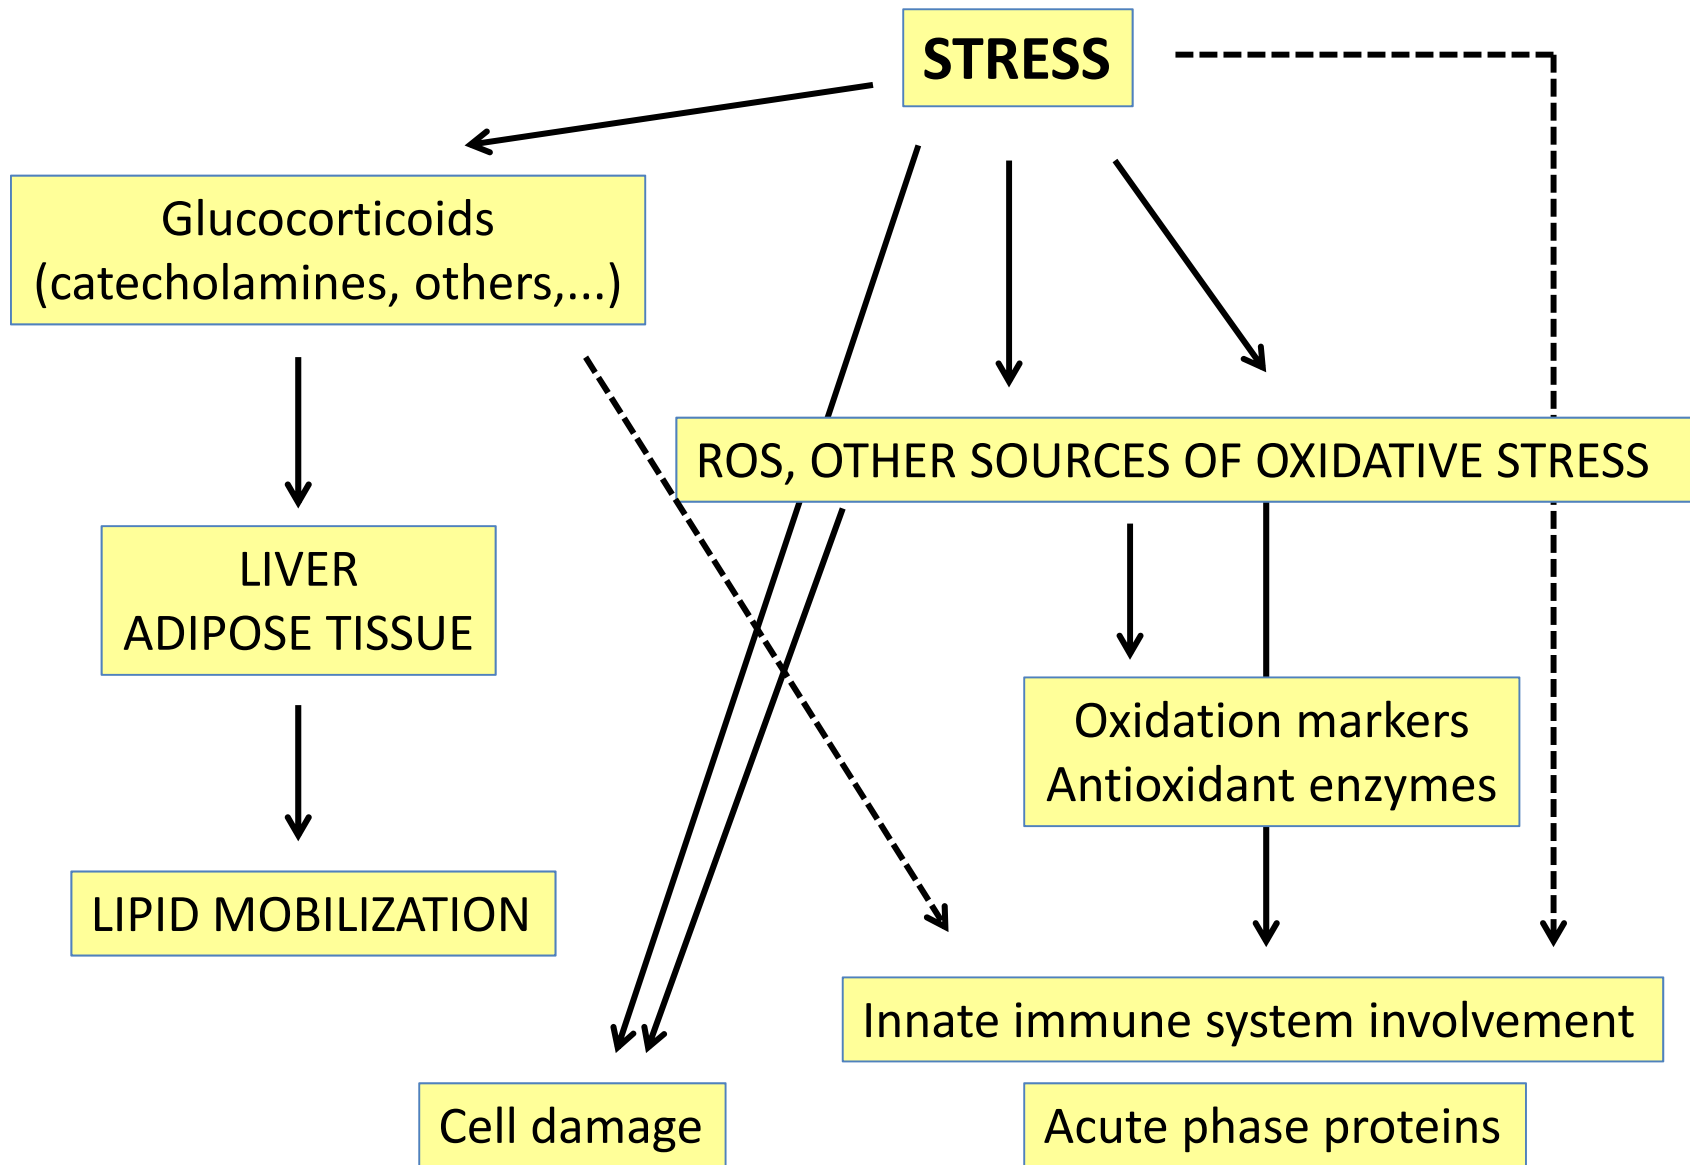 STRESS
Glucocorticoids
(catecholamines, others,...)
ROS, OTHER SOURCES OF OXIDATIVE STRESS
LIVER
ADIPOSE TISSUE
Oxidation markers
Antioxidant enzymes
LIPID MOBILIZATION
Innate immune system involvement
Cell damage
Acute phase proteins